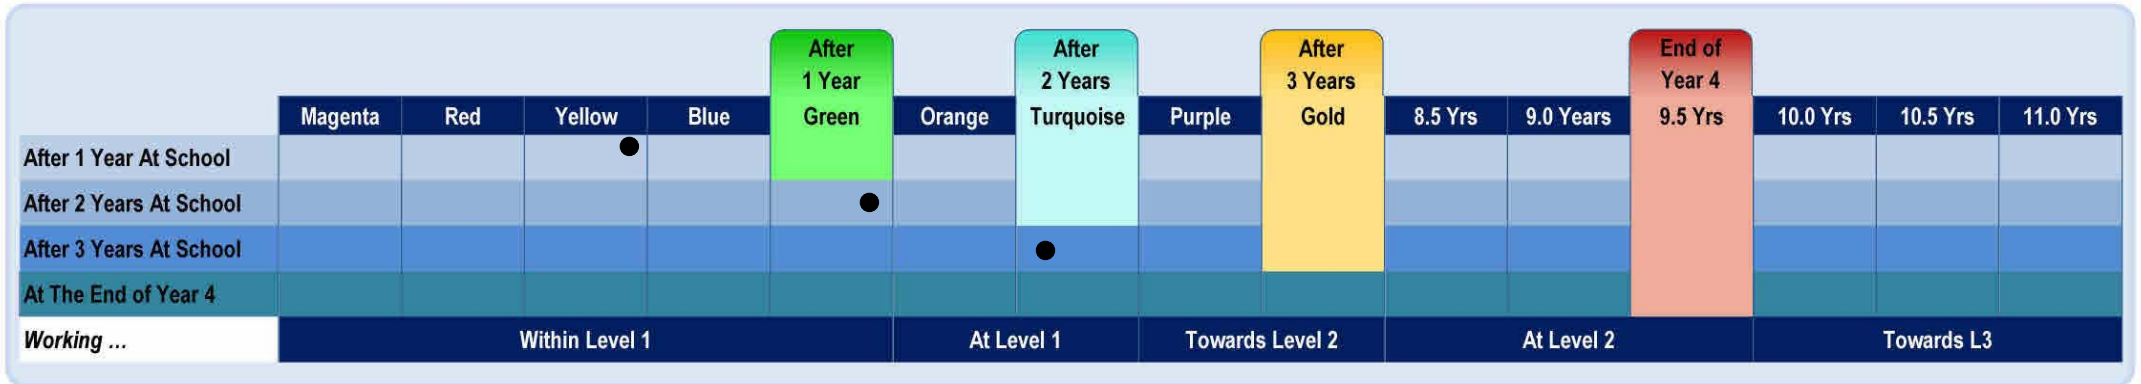 After
1 Year
After
2 Years
After
3 Years
End of
Year 4
Magenta Red Yellow Blue Green Orange Turquoise Purple Gold 8.5 Yrs 9.0 Years 9.5 Yrs 10.0 Yrs 10.5 Yrs 11.0 Yrs
After 1 Year At School
After 2 Years At School
After 3 Years At School
At The End of Year 4
Working ... Within Level 1 At Level 1 Towards Level 2 At Level 2 Towards L3